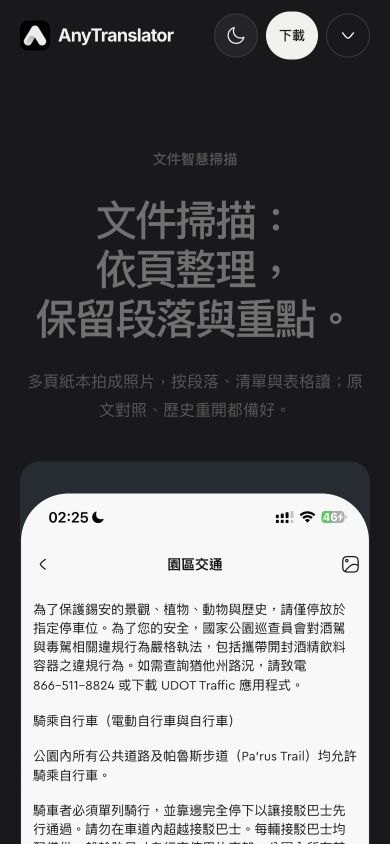 AnyTranslator
下載
文件智慧掃描
文件掃描：
依頁整理，
保留段落與重點。
多頁紙本拍成照片，按段落、清單與表格讀；原
文對照、歷史重開都備好。
02:25
46
園區交通
為了保護錫安的景觀、植物、動物與歷史，請僅停放於
指定停車位。為了您的安全，國家公園巡查員會對酒駕
與毒駕相關違規行為嚴格執法，包括攜帶開封酒精飲料
容器之違規行為。如需查詢猶他州路況，請致電
866-511-8824 或下載 UDOT Traffic 應用程式。
騎乘自行車（電動自行車與自行車）
公園內所有公共道路及帕魯斯步道（Pa'rus Trail）均允許
騎乘自行車。
騎車者必須單列騎行，並靠邊完全停下以讓接駁巴士先
行通過。請勿在車道內超越接駁巴士。每輛接駁巴士均